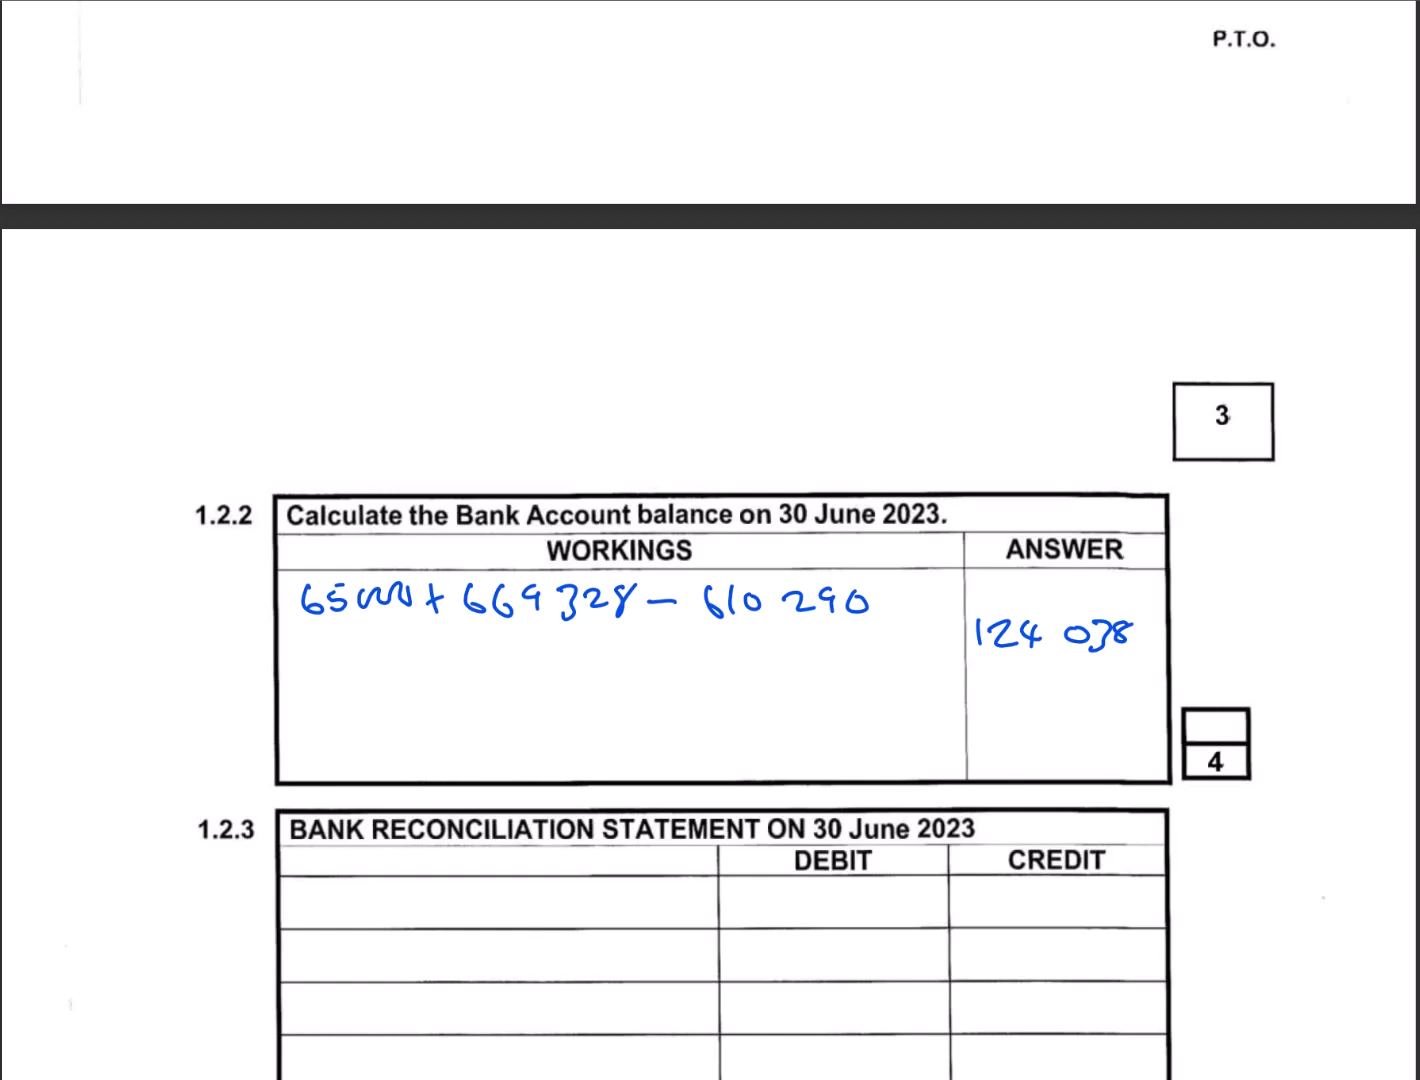 P.T.O.
3
1.2.2 Calculate the Bank Account balance on 30 June 2023.
WORKINGS ANSWER
65000 + 669 328 - 610 290
124 038
4
1.2.3 BANK RECONCILIATION STATEMENT ON 30 June 2023
DEBIT CREDIT